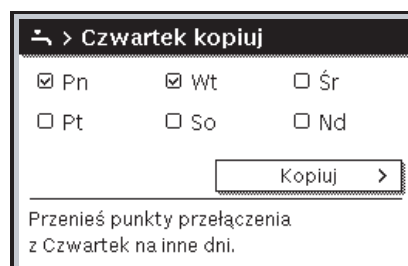 > Czwartek kopiuj
Pn Wt Śr
Pt So Nd
Kopiuj >
Przenieś punkty przełączenia
z Czwartek na inne dni.